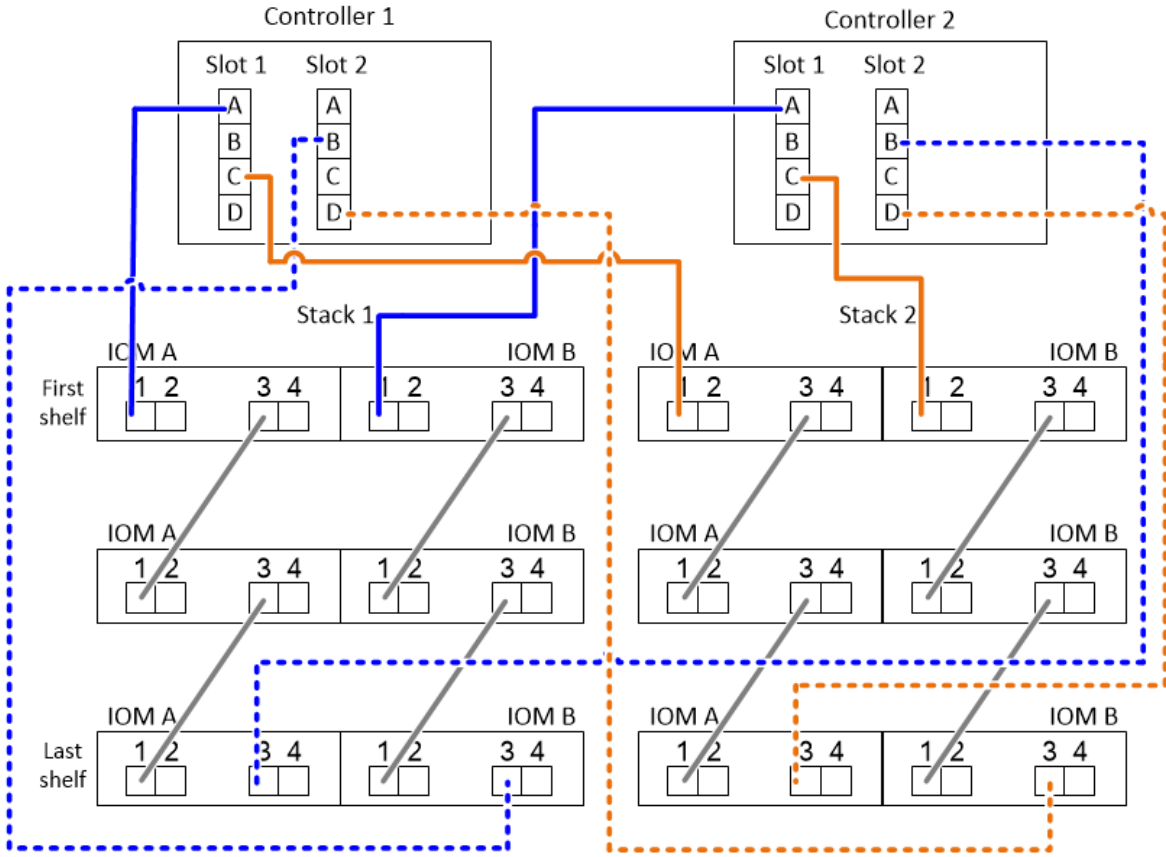 Controller 1
Controller 2
Slot 1 Slot 2
Slot 1 Slot 2
A A
B B
C C
D D
A A
B B
C C
D D
Stack 1
Stack 2
IOM A IOM B
IOM A IOM B
First
shelf
1 2 3 4 1 2 3 4
1 2 3 4 1 2 3 4
IOM A IOM B
IOM A IOM B
1 2 3 4 1 2 3 4
1 2 3 4 1 2 3 4
IOM A IOM B
IOM A IOM B
Last
shelf
1 2 3 4 1 2 3 4
1 2 3 4 1 2 3 4